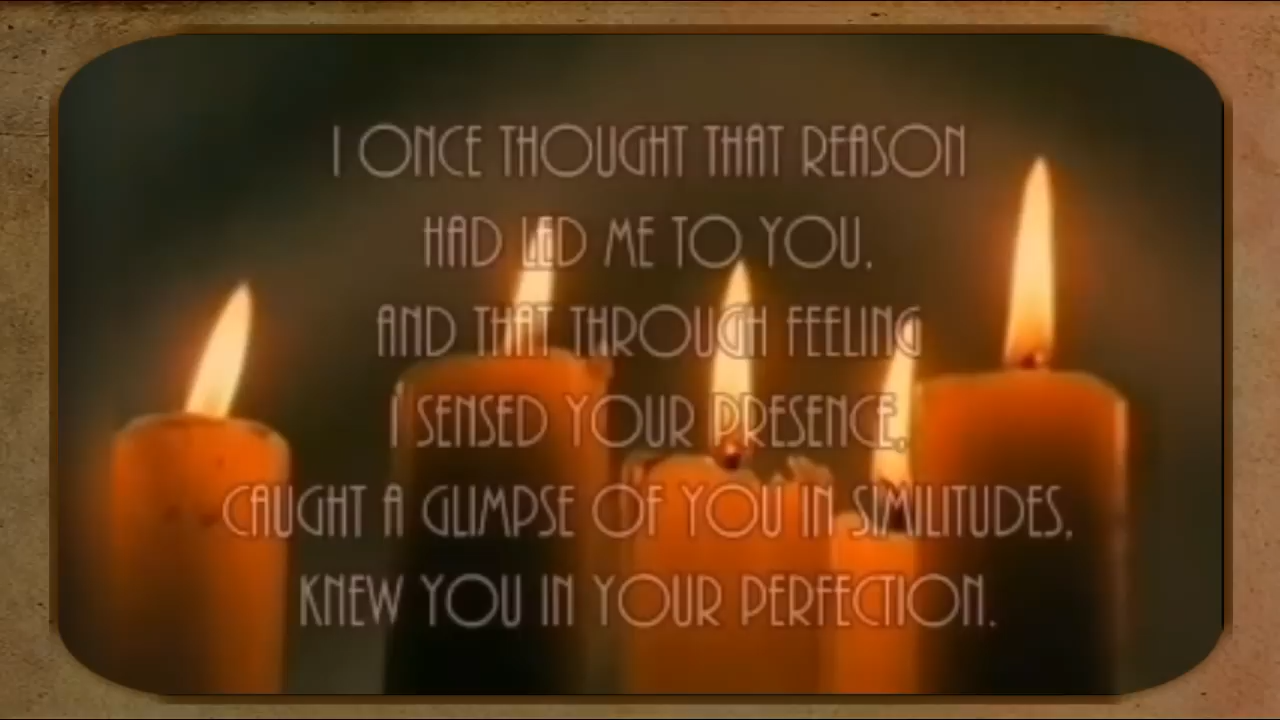 I ONCE THOUGHT THAT REASON
HAD LED ME TO YOU,
AND THAT THROUGH FEELING
I SENSED YOUR PRESENCE,
CAUGHT A GLIMPSE OF YOU IN SIMILITUDES,
KNEW YOU IN YOUR PERFECTION.